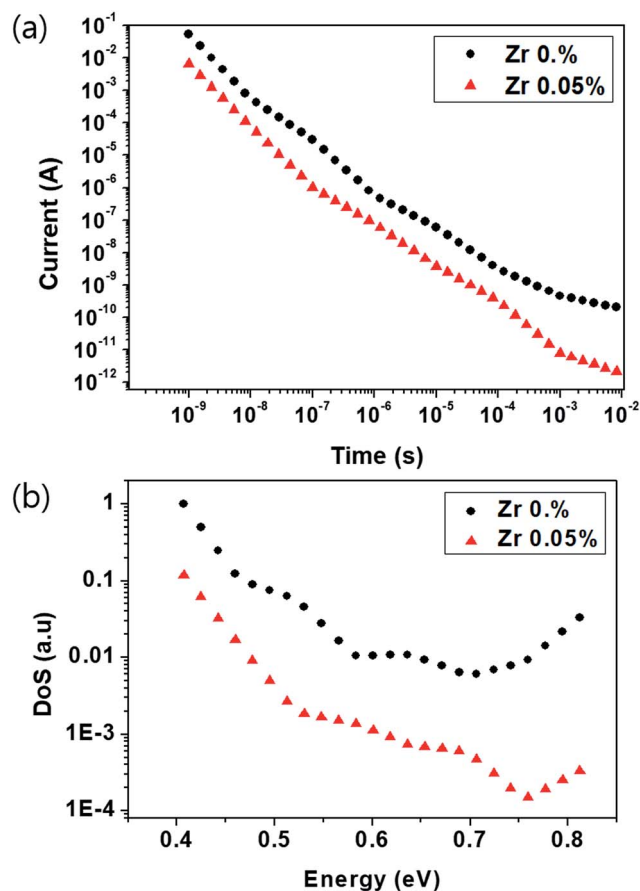 (a)
10⁻¹
10⁻²
10⁻³
10⁻⁴
10⁻⁵
10⁻⁶
10⁻⁷
10⁻⁸
10⁻⁹
10⁻¹⁰
10⁻¹¹
10⁻¹²
Current (A)
Zr 0.%
Zr 0.05%
10⁻⁹ 10⁻⁸ 10⁻⁷ 10⁻⁶ 10⁻⁵ 10⁻⁴ 10⁻³ 10⁻²
Time (s)
(b)
1
0.1
0.01
1E-3
1E-4
DoS (a.u)
Zr 0.%
Zr 0.05%
0.4 0.5 0.6 0.7 0.8
Energy (eV)